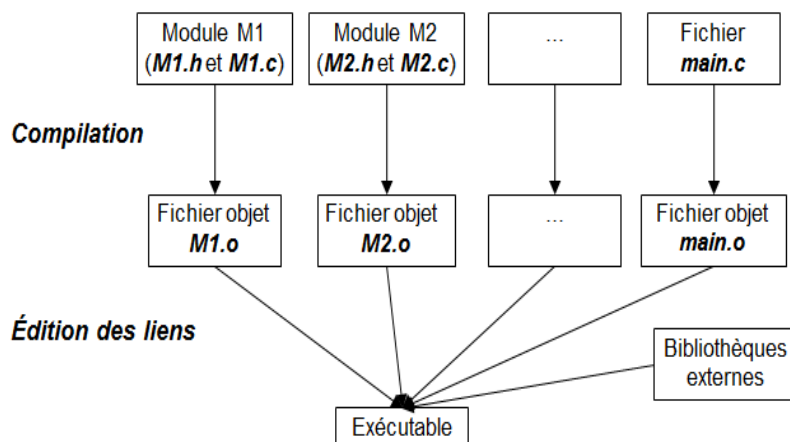 Module M1
(M1.h et M1.c)
Module M2
(M2.h et M2.c)
...
Fichier
main.c
Compilation
Fichier objet
M1.o
Fichier objet
M2.o
...
Fichier objet
main.o
Édition des liens
Bibliothèques
externes
Exécutable